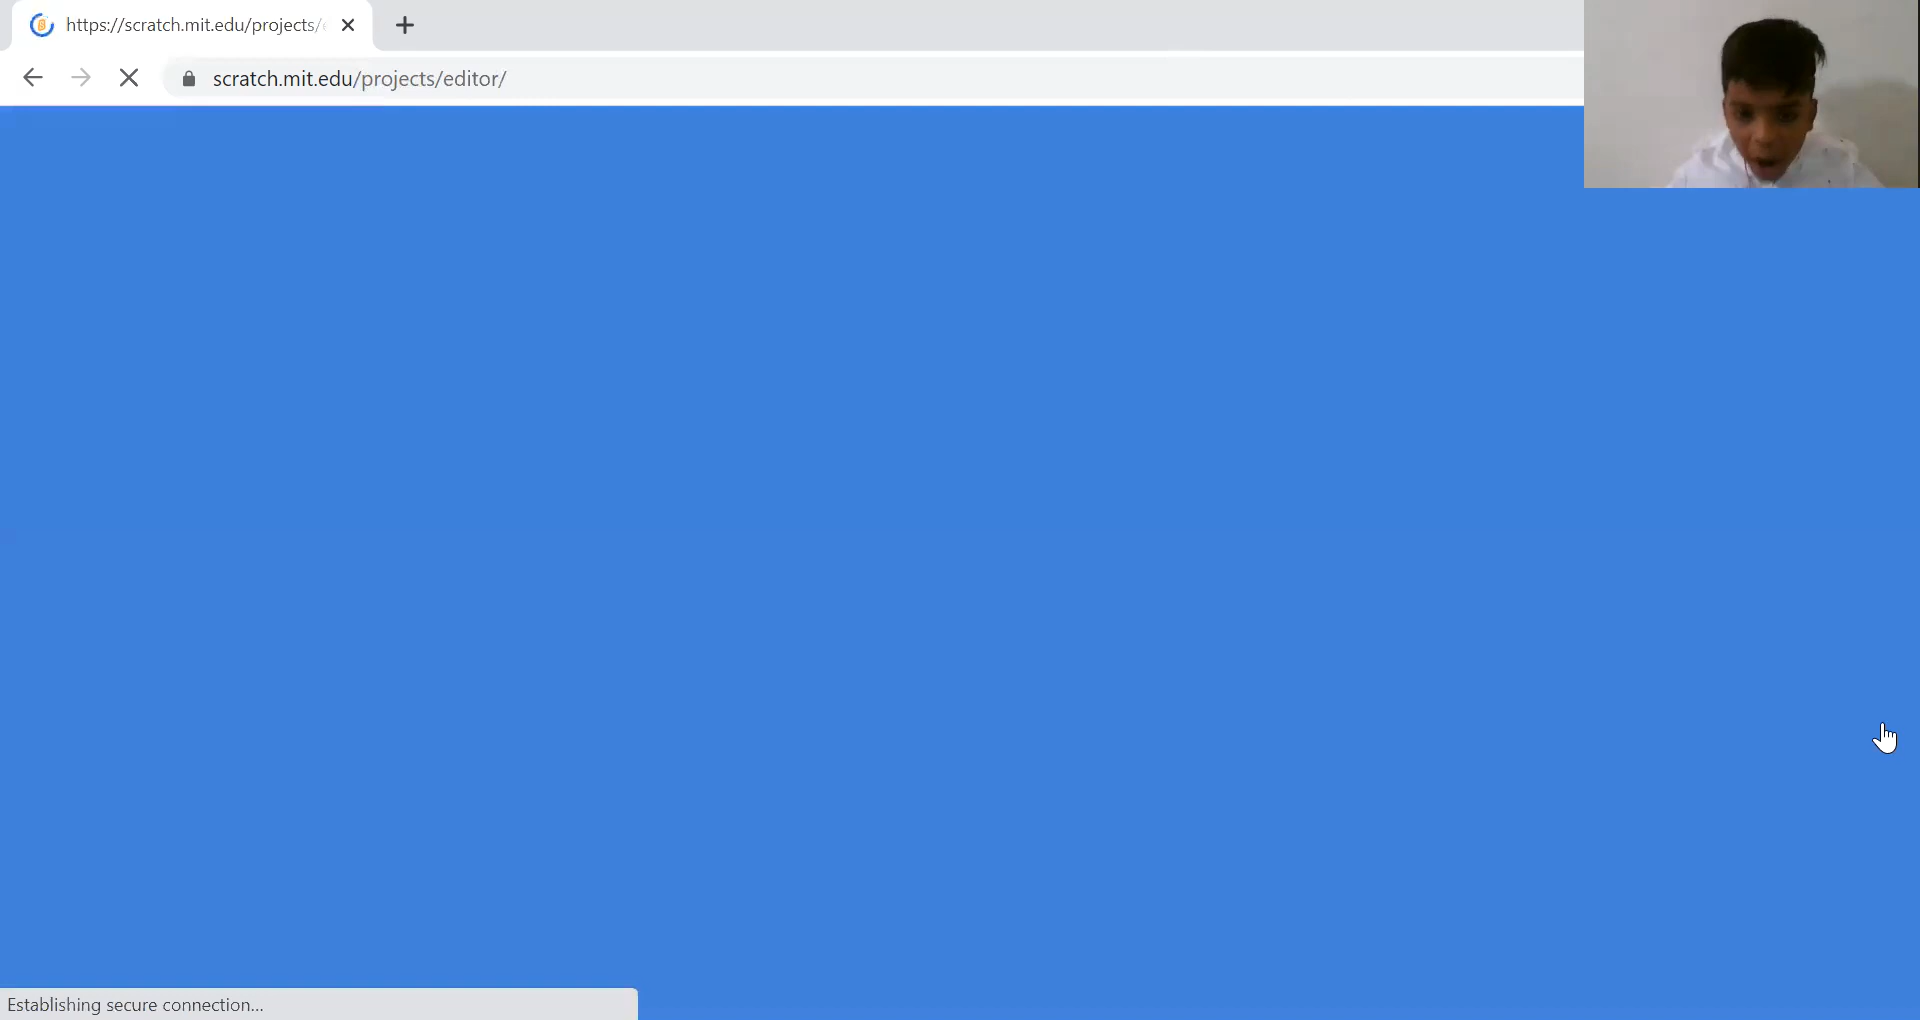 https://scratch.mit.edu/projects/
scratch.mit.edu/projects/editor/
Establishing secure connection...